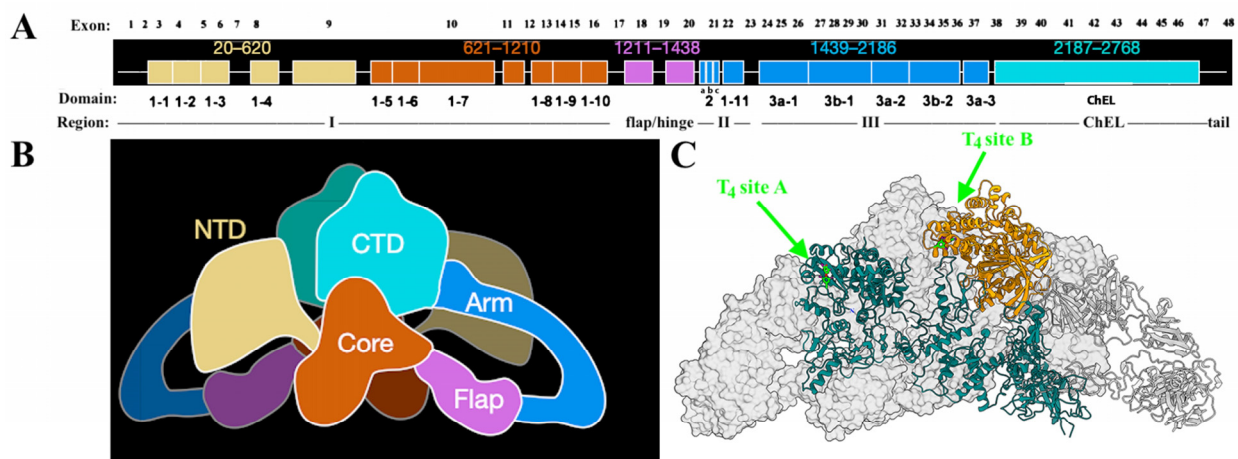 A
Exon: 1 2 3 4 5 6 7 8 9 10 11 12 13 14 15 16 17 18 19 20 21 22 23 24 25 26 27 28 29 30 31 32 33 34 35 36 37 38 39 40 41 42 43 44 45 46 47 48
20–620 621–1210 1211–1438 1439–2186 2187–2768
a b c
Domain: 1-1 1-2 1-3 1-4 1-5 1-6 1-7 1-8 1-9 1-10 2 1-11 3a-1 3b-1 3a-2 3b-2 3a-3 ChEL
Region: I flap/hinge II III ChEL tail
B
NTD
CTD
Arm
Core
Flap
C
T4 site B
T4 site A